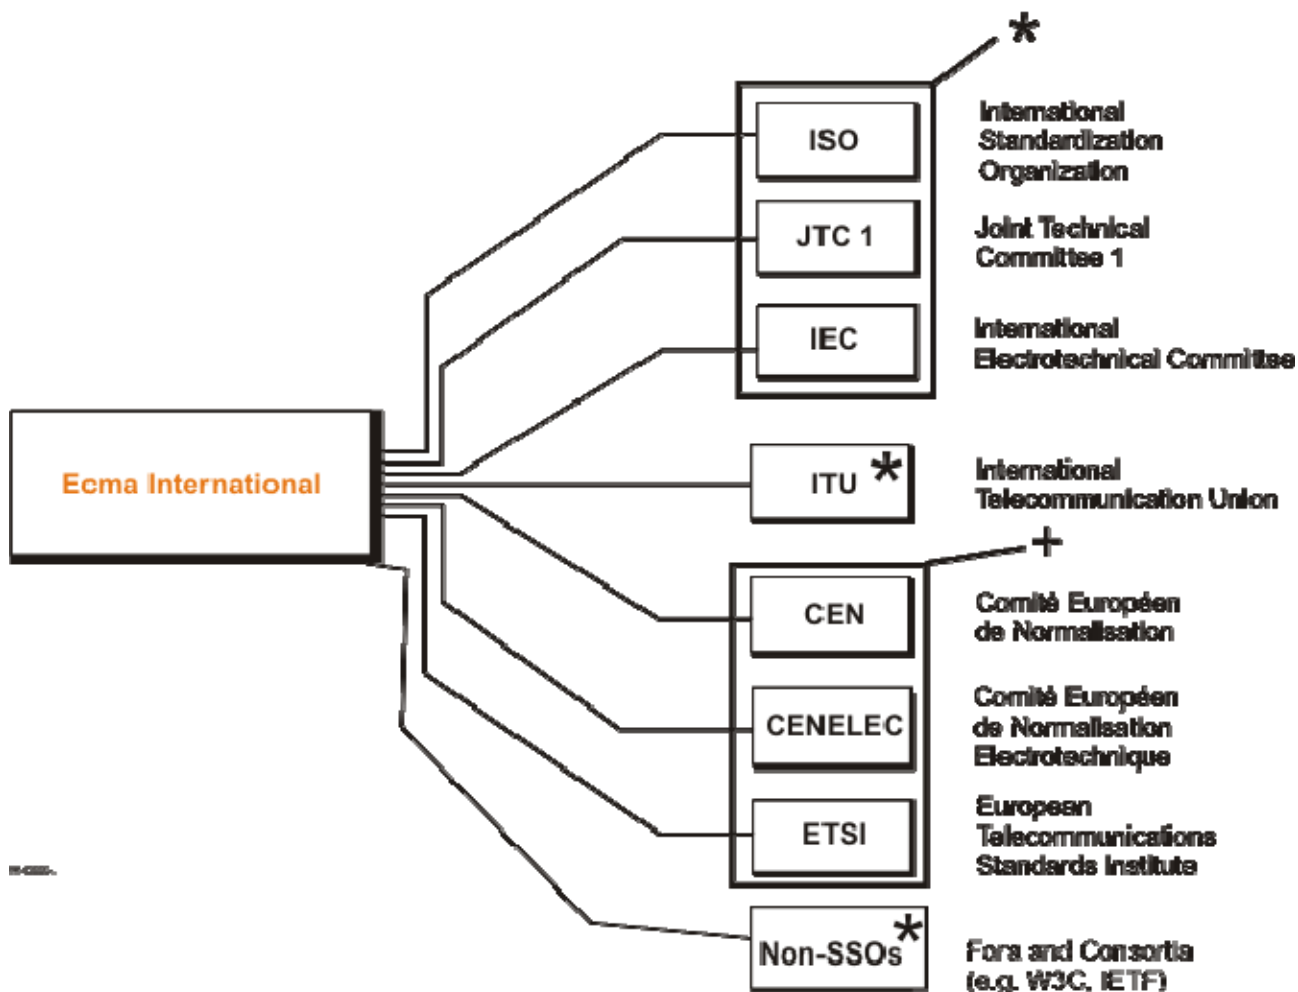 *
ISO
International
Standardization
Organization
JTC 1
Joint Technical
Committee 1
IEC
International
Electrotechnical Committee
Ecma International
ITU *
International
Telecommunication Union
+
CEN
Comité Européen
de Normalisation
CENELEC
Comité Européen
de Normalisation
Electrotechnique
ETSI
European
Telecommunications
Standards Institute
Non-SSOs *
Fora and Consortia
(e.g. W3C, IETF)